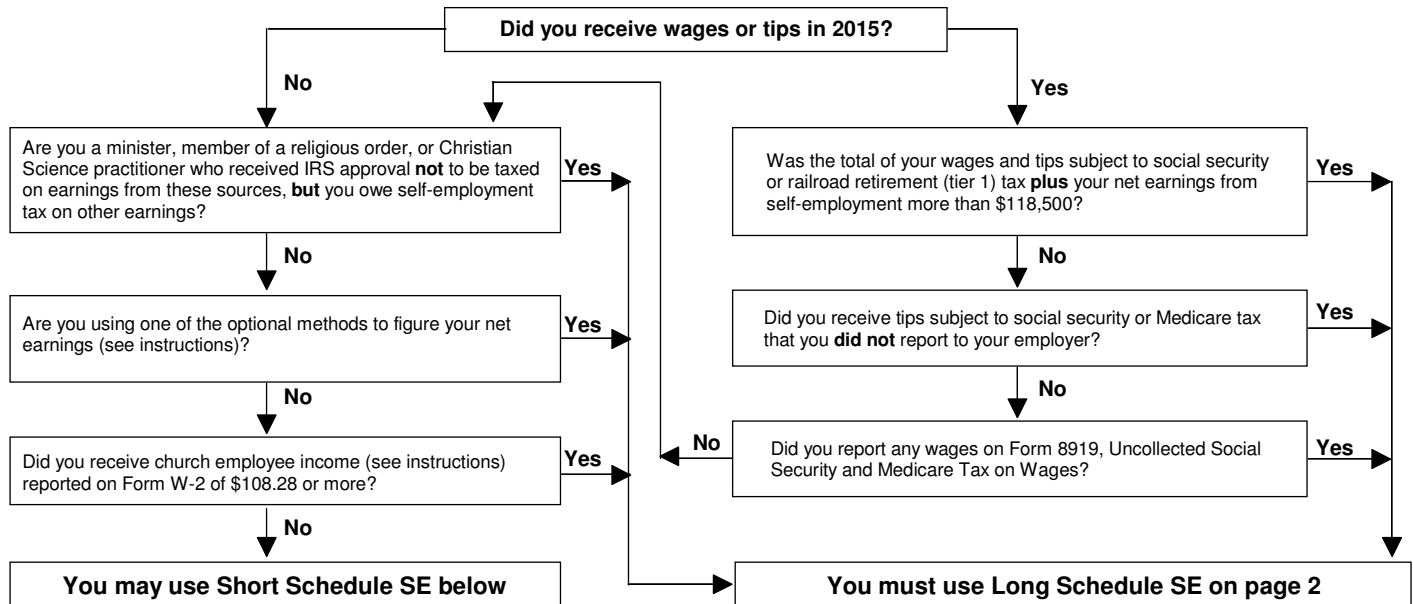 Did you receive wages or tips in 2015?
No
Yes
Are you a minister, member of a religious order, or Christian
Science practitioner who received IRS approval not to be taxed
on earnings from these sources, but you owe self-employment
tax on other earnings?
Yes
Was the total of your wages and tips subject to social security
or railroad retirement (tier 1) tax plus your net earnings from
self-employment more than $118,500?
Yes
No
No
Are you using one of the optional methods to figure your net
earnings (see instructions)?
Yes
Did you receive tips subject to social security or Medicare tax
that you did not report to your employer?
Yes
No
No
Did you receive church employee income (see instructions)
reported on Form W-2 of $108.28 or more?
Yes
No
Did you report any wages on Form 8919, Uncollected Social
Security and Medicare Tax on Wages?
Yes
No
You may use Short Schedule SE below
You must use Long Schedule SE on page 2